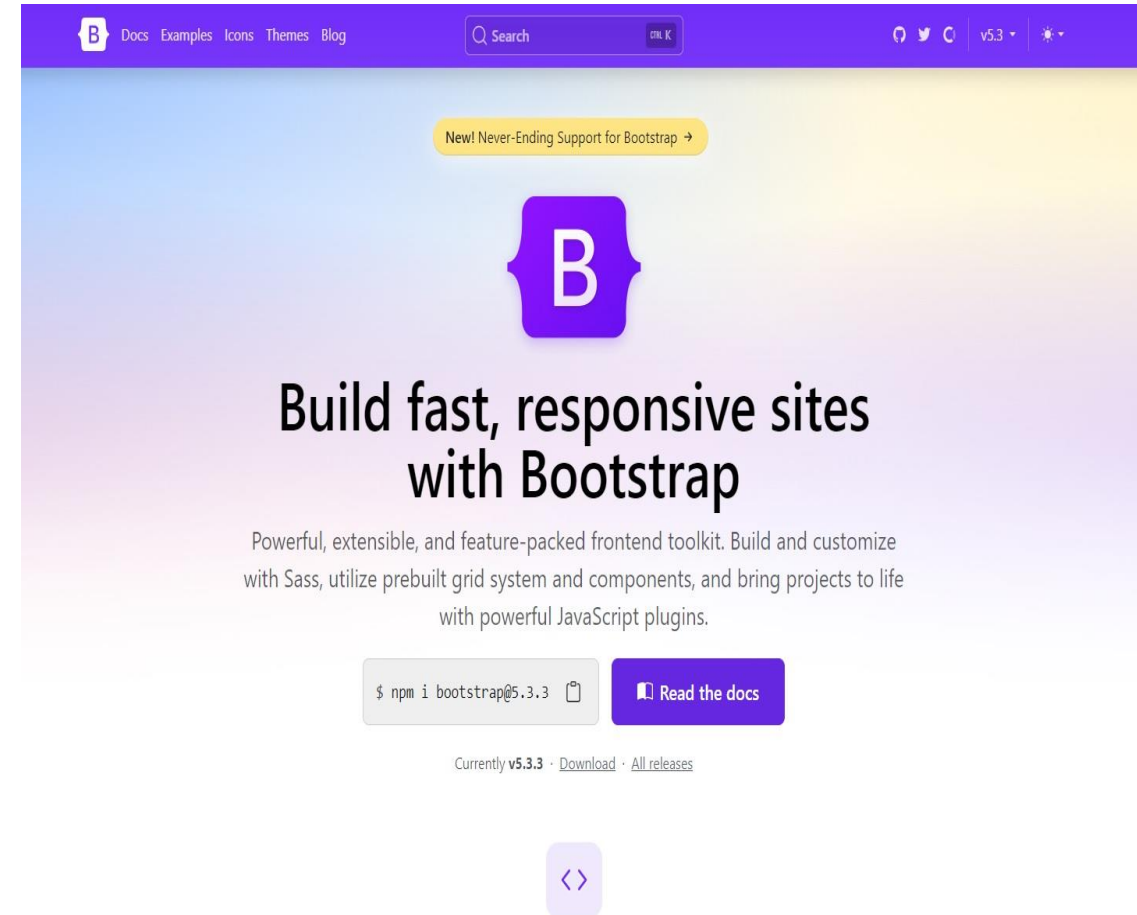 B Docs Examples Icons Themes Blog Search CTRL K v5.3
New! Never-Ending Support for Bootstrap →
B
Build fast, responsive sites
with Bootstrap
Powerful, extensible, and feature-packed frontend toolkit. Build and customize
with Sass, utilize prebuilt grid system and components, and bring projects to life
with powerful JavaScript plugins.
$ npm i bootstrap@5.3.3 Read the docs
Currently v5.3.3 · Download · All releases